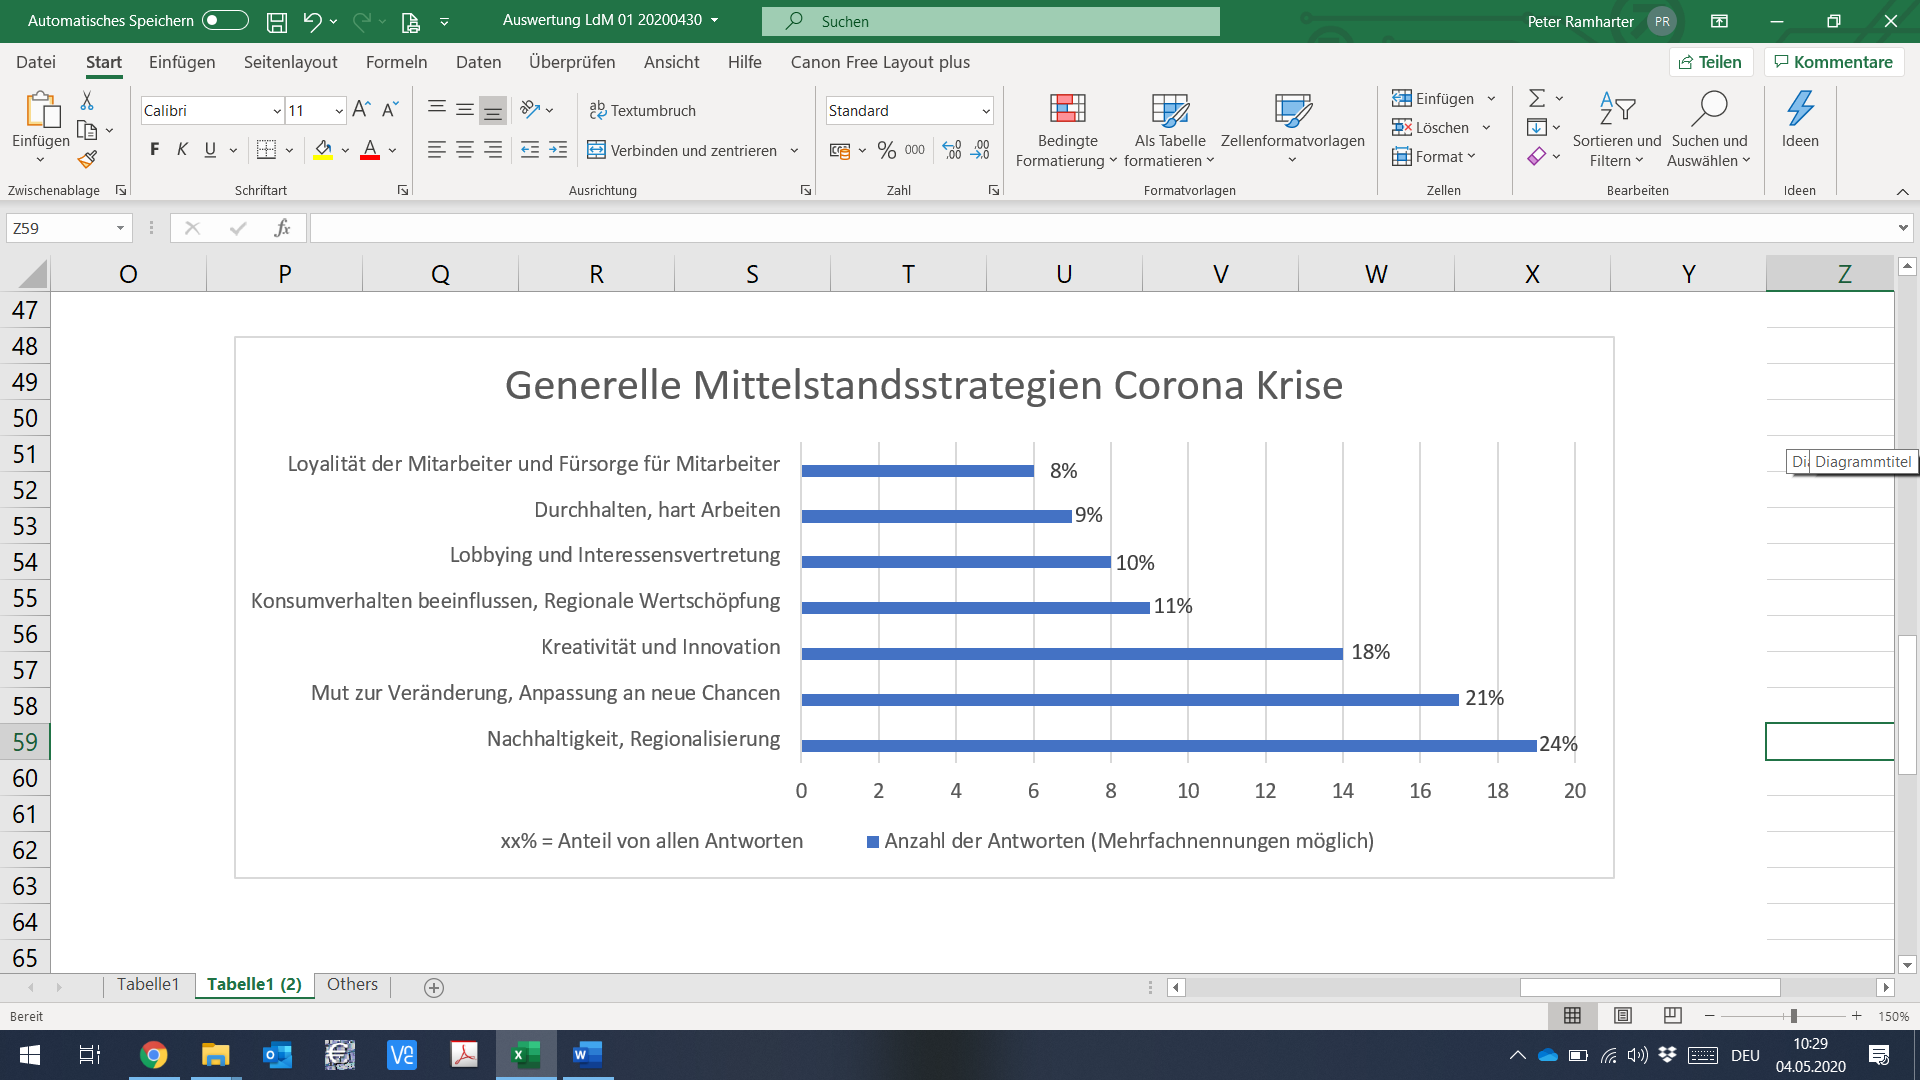 Automatisches Speichern
Auswertung LdM 01 20200430
Suchen
Peter Ramharter
PR
Datei Start Einfügen Seitenlayout Formeln Daten Überprüfen Ansicht Hilfe Canon Free Layout plus
Teilen
Kommentare
Einfügen
Zwischenablage
Calibri
11
F K U
Schriftart
Textumbruch
Verbinden und zentrieren
Ausrichtung
Standard
% 000
Zahl
Bedingte Formatierung
Als Tabelle formatieren
Zellenformatvorlagen
Formatvorlagen
Einfügen
Löschen
Format
Zellen
Sortieren und Filtern
Suchen und Auswählen
Bearbeiten
Ideen
Ideen
Z59
fx
O P Q R S T U V W X Y Z
47
48
49
50
51
52
53
54
55
56
57
58
59
60
61
62
63
64
65
Generelle Mittelstandsstrategien Corona Krise
Loyalität der Mitarbeiter und Fürsorge für Mitarbeiter 8%
Durchhalten, hart Arbeiten 9%
Lobbying und Interessensvertretung 10%
Konsumverhalten beeinflussen, Regionale Wertschöpfung 11%
Kreativität und Innovation 18%
Mut zur Veränderung, Anpassung an neue Chancen 21%
Nachhaltigkeit, Regionalisierung 24%
0 2 4 6 8 10 12 14 16 18 20
xx% = Anteil von allen Antworten
Anzahl der Antworten (Mehrfachnennungen möglich)
Diagrammtitel
Tabelle1 Tabelle1 (2) Others
Bereit
150%
DEU
10:29
04.05.2020